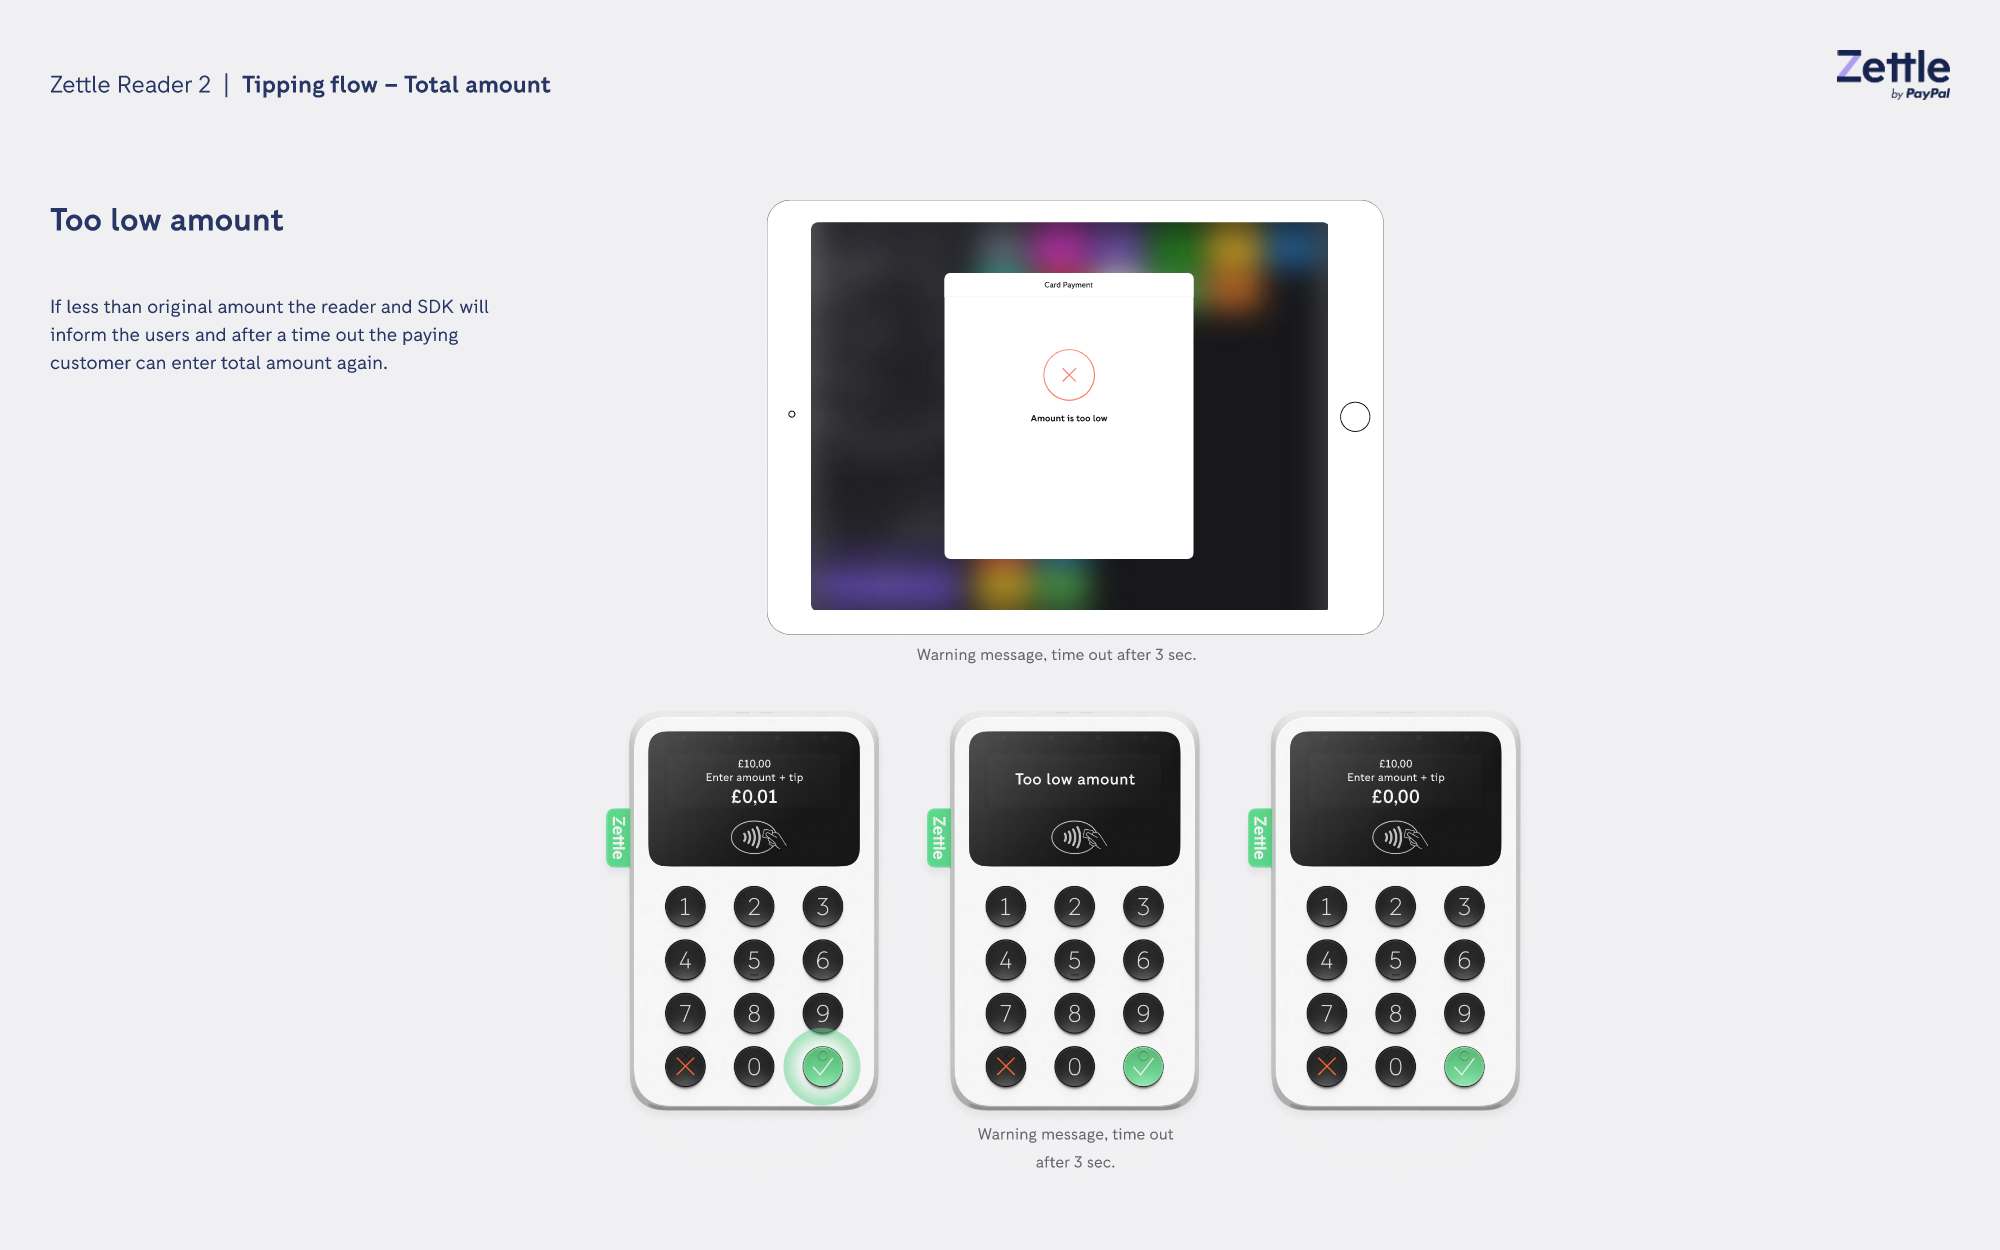 Zettle Reader 2 | Tipping flow – Total amount
Zettle
by PayPal
Too low amount
If less than original amount the reader and SDK will
inform the users and after a time out the paying
customer can enter total amount again.
Card Payment
Amount is too low
Warning message, time out after 3 sec.
£10,00
Enter amount + tip
£0,01
Zettle
1 2 3
4 5 6
7 8 9
0
Too low amount
Zettle
1 2 3
4 5 6
7 8 9
0
Warning message, time out
after 3 sec.
£10,00
Enter amount + tip
£0,00
Zettle
1 2 3
4 5 6
7 8 9
0